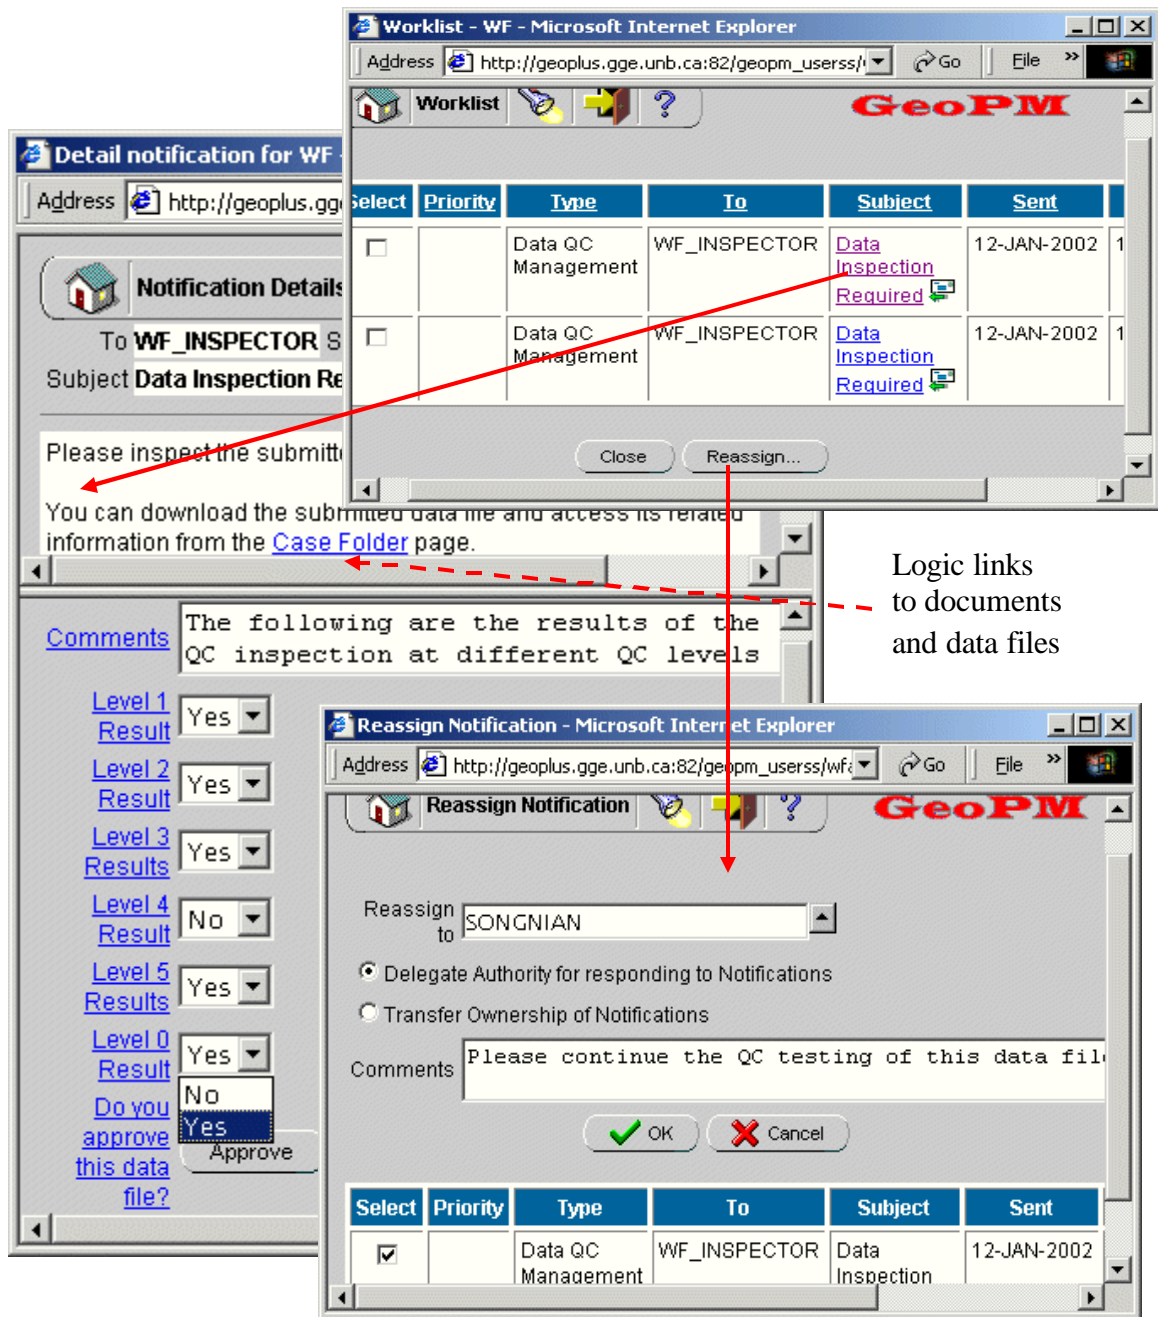 Worklist - WF - Microsoft Internet Explorer
Address http://geoplus.gge.unb.ca:82/geopm_userss/ Go File »
Worklist ? GeoPM
Select Priority Type To Subject Sent
Data QC Management WF_INSPECTOR Data Inspection Required 12-JAN-2002 1
Data QC Management WF_INSPECTOR Data Inspection Required 12-JAN-2002 1
Close Reassign...
Detail notification for WF -
Address http://geoplus.gge
Notification Details
To WF_INSPECTOR S
Subject Data Inspection Re
Please inspect the submitte
You can download the submitted data file and access its related
information from the Case Folder page.
Logic links
to documents
and data files
Comments The following are the results of the
QC inspection at different QC levels
Level 1 Result Yes
Level 2 Result Yes
Level 3 Results Yes
Level 4 Result No
Level 5 Results Yes
Level 0 Result Yes
No
Yes
Do you approve this data file? Approve
Reassign Notification - Microsoft Internet Explorer
Address http://geoplus.gge.unb.ca:82/geopm_userss/wfa Go File »
Reassign Notification ? GeoPM
Reassign to SONGNIAN
Delegate Authority for responding to Notifications
Transfer Ownership of Notifications
Comments Please continue the QC testing of this data file
OK Cancel
Select Priority Type To Subject Sent
Data QC Management WF_INSPECTOR Data Inspection 12-JAN-2002